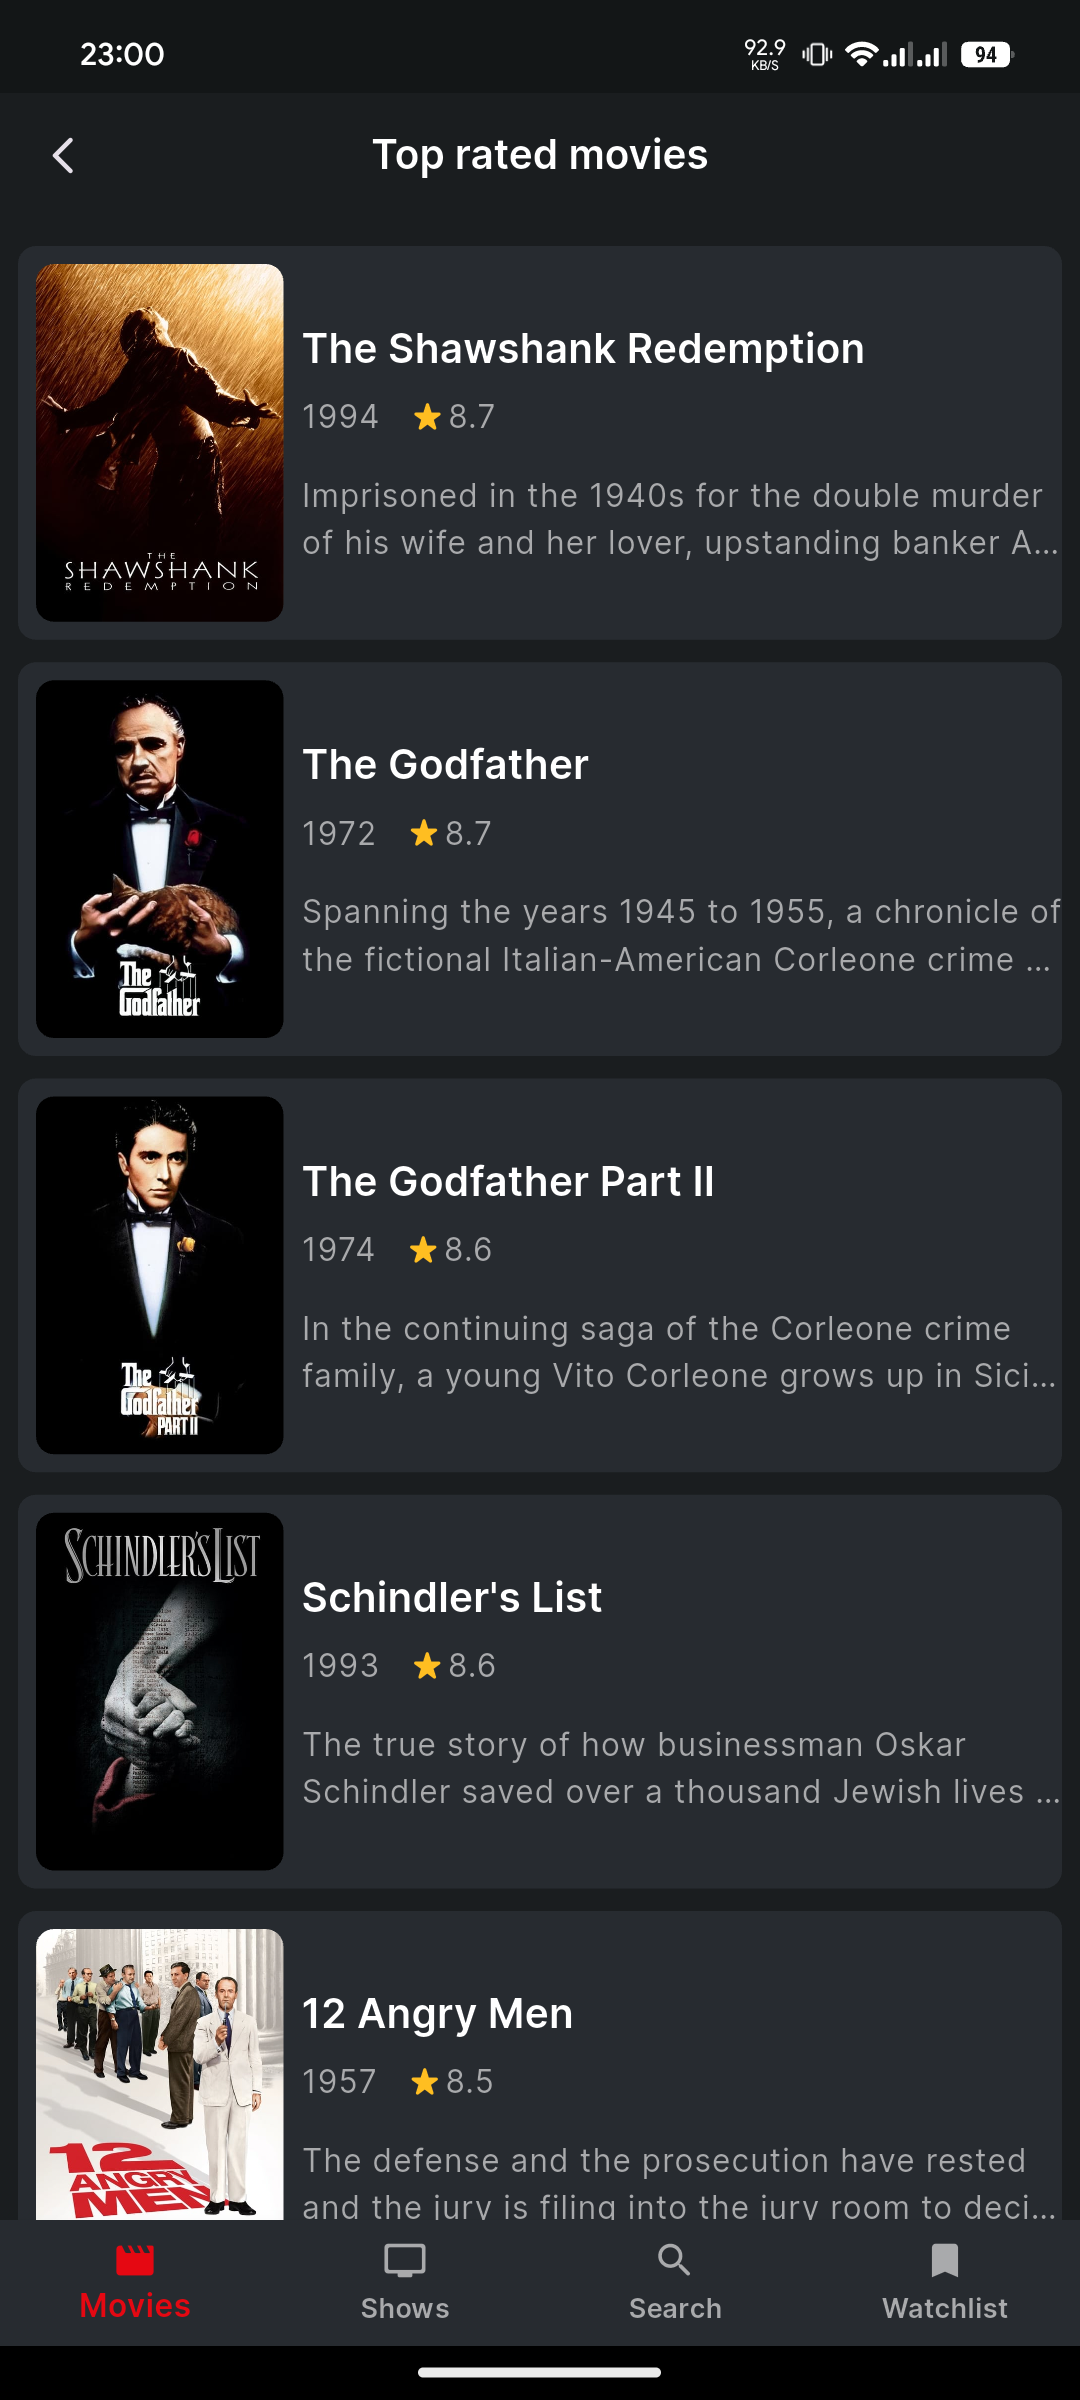 23:00
92.9
KB/S
94
Top rated movies
THE
SHAWSHANK
REDEMPTION
The Shawshank Redemption
1994 8.7
Imprisoned in the 1940s for the double murder
of his wife and her lover, upstanding banker A...
The
Godfather
The Godfather
1972 8.7
Spanning the years 1945 to 1955, a chronicle of
the fictional Italian-American Corleone crime ...
The
Godfather
PART II
The Godfather Part II
1974 8.6
In the continuing saga of the Corleone crime
family, a young Vito Corleone grows up in Sici...
SCHINDLER'S LIST
Schindler's List
1993 8.6
The true story of how businessman Oskar
Schindler saved over a thousand Jewish lives ...
12
ANGRY
MEN
12 Angry Men
1957 8.5
The defense and the prosecution have rested
and the jury is filing into the jury room to deci...
Movies
Shows
Search
Watchlist